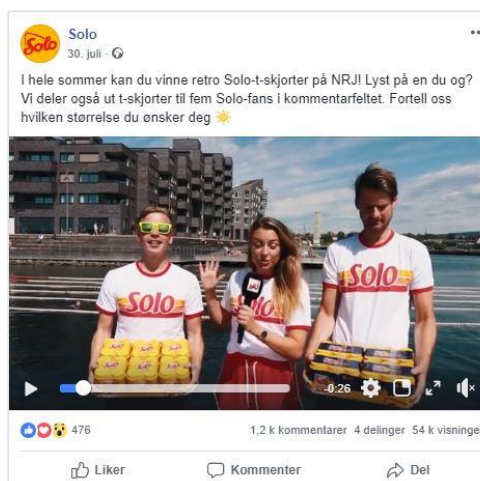 Solo
Solo
30. juli ·
I hele sommer kan du vinne retro Solo-t-skjorter på NRJ! Lyst på en du og?
Vi deler også ut t-skjorter til fem Solo-fans i kommentarfeltet. Fortell oss
hvilken størrelse du ønsker deg
Solo
Solo
Solo
-0:26
476
1,2 k kommentarer 4 delinger 54 k visninge
Liker
Kommenter
Del